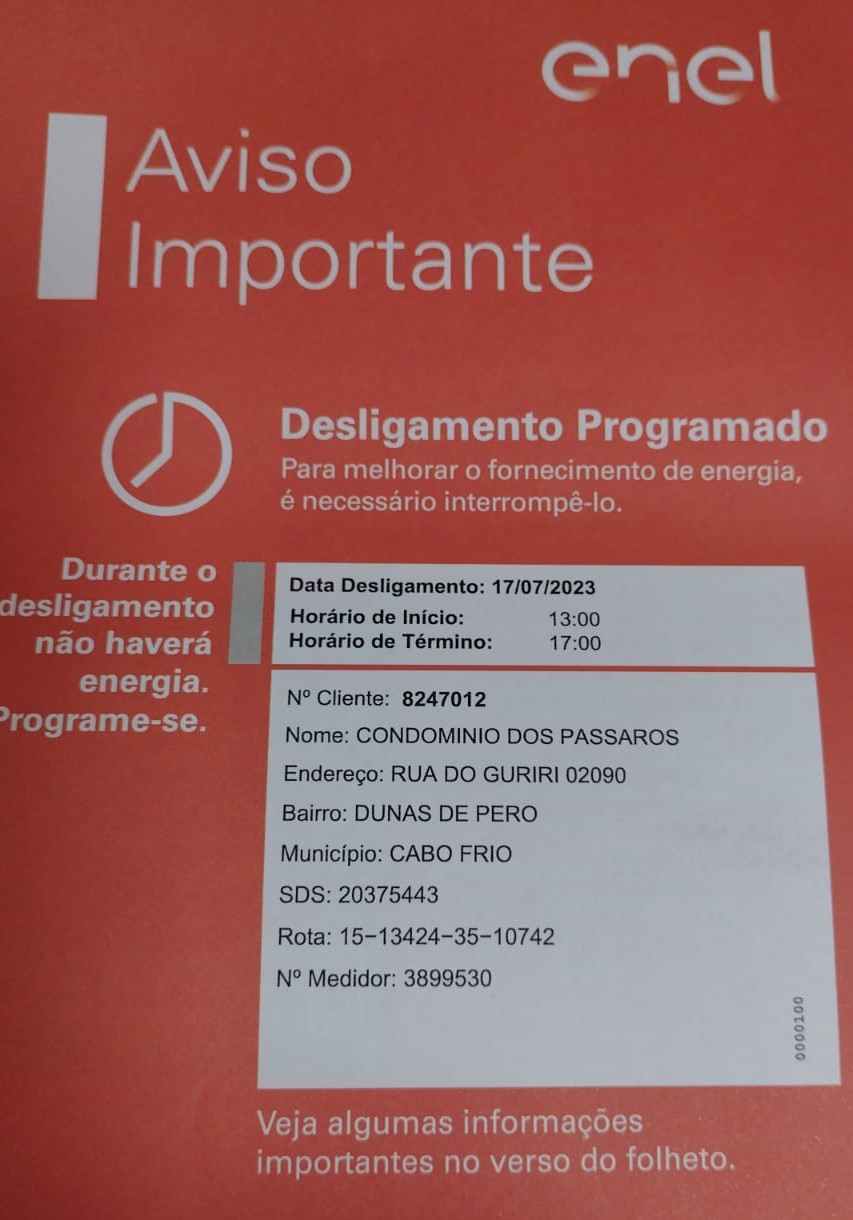 enel
Aviso
Importante
Desligamento Programado
Para melhorar o fornecimento de energia,
é necessário interrompê-lo.
Durante o
desligamento
não haverá
energia.
Programe-se.
Data Desligamento: 17/07/2023
Horário de Início: 13:00
Horário de Término: 17:00
Nº Cliente: 8247012
Nome: CONDOMINIO DOS PASSAROS
Endereço: RUA DO GURIRI 02090
Bairro: DUNAS DE PERO
Município: CABO FRIO
SDS: 20375443
Rota: 15-13424-35-10742
Nº Medidor: 3899530
0000100
Veja algumas informações
importantes no verso do folheto.